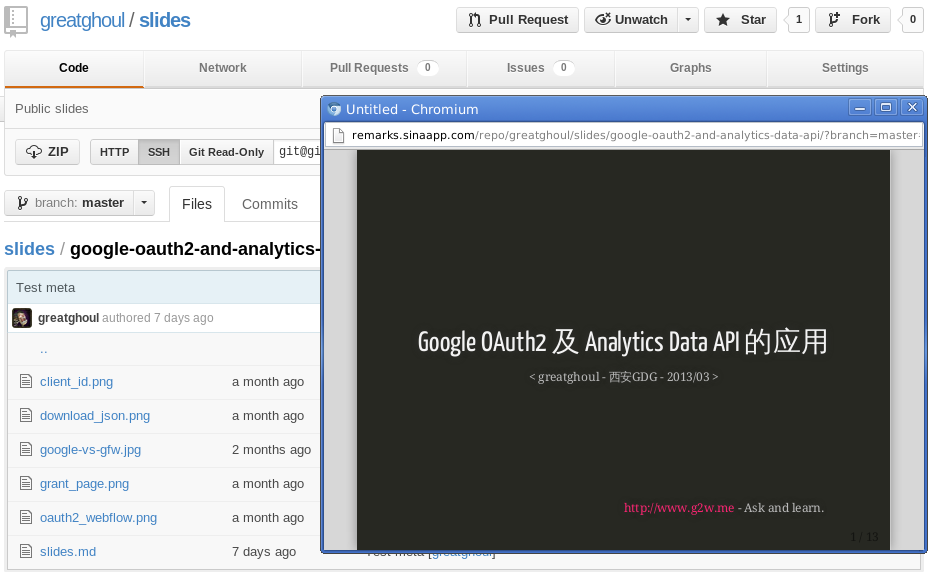 greatghoul / slides
Pull Request Unwatch Star 1 Fork 0
Code Network Pull Requests 0 Issues 0 Graphs Settings
Public slides
ZIP HTTP SSH Git Read-Only git@gi
branch: master Files Commits
slides / google-oauth2-and-analytics-
Test meta
greatghoul authored 7 days ago
..
client_id.png a month ago
download_json.png a month ago
google-vs-gfw.jpg 2 months ago
grant_page.png a month ago
oauth2_webflow.png a month ago
slides.md 7 days ago Test meta [greatghoul]
Untitled - Chromium
remarks.sinaapp.com/repo/greatghoul/slides/google-oauth2-and-analytics-data-api/?branch=master
Google OAuth2 及 Analytics Data API 的应用
< greatghoul - 西安GDG - 2013/03 >
http://www.g2w.me - Ask and learn.
1 / 13